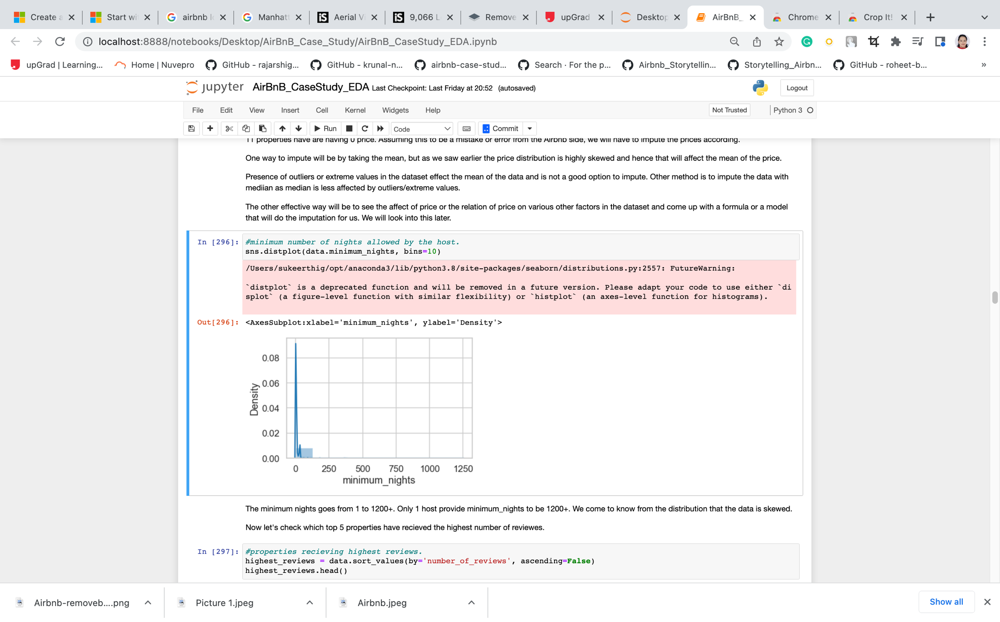 Create a
Start wi
airbnb l
Manhatt
Aerial Vi
9,066 L
Remove
upGrad
Desktop
AirBnB_
Chrome
Crop It!
localhost:8888/notebooks/Desktop/AirBnB_Case_Study/AirBnB_CaseStudy_EDA.ipynb
upGrad | Learning...
Home | Nuvepro
GitHub - rajarshig...
GitHub - krunal-n...
airbnb-case-stud...
Search · For the p...
Airbnb_Storytellin...
Storytelling_Airbn...
GitHub - roheet-b...
»
jupyter AirBnB_CaseStudy_EDA Last Checkpoint: Last Friday at 20:52 (autosaved)
Logout
File Edit View Insert Cell Kernel Widgets Help
Not Trusted
Python 3
Run
Code
Commit
11 properties have are having 0 price. Assuming this to be a mistake or error from the Airbnb side, we will have to impute the prices according.
One way to impute will be by taking the mean, but as we saw earlier the price distribution is highly skewed and hence that will affect the mean of the price.
Presence of outliers or extreme values in the dataset effect the mean of the data and is not a good option to impute. Other method is to impute the data with
mediian as median is less affected by outliers/extreme values.
The other effective way will be to see the affect of price or the relation of price on various other factors in the dataset and come up with a formula or a model
that will do the imputation for us. We will look into this later.
In [296]: #minimum number of nights allowed by the host.
sns.distplot(data.minimum_nights, bins=10)
/Users/sukeerthig/opt/anaconda3/lib/python3.8/site-packages/seaborn/distributions.py:2557: FutureWarning:
`distplot` is a deprecated function and will be removed in a future version. Please adapt your code to use either `di
splot` (a figure-level function with similar flexibility) or `histplot` (an axes-level function for histograms).
Out[296]: <AxesSubplot:xlabel='minimum_nights', ylabel='Density'>
Density
0.08
0.06
0.04
0.02
0.00
0 250 500 750 1000 1250
minimum_nights
The minimum nights goes from 1 to 1200+. Only 1 host provide minimum_nights to be 1200+. We come to know from the distribution that the data is skewed.
Now let's check which top 5 properties have recieved the highest number of reviewes.
In [297]: #properties recieving highest reviews.
highest_reviews = data.sort_values(by='number_of_reviews', ascending=False)
highest_reviews.head()
Airbnb-removeb....png
Picture 1.jpeg
Airbnb.jpeg
Show all